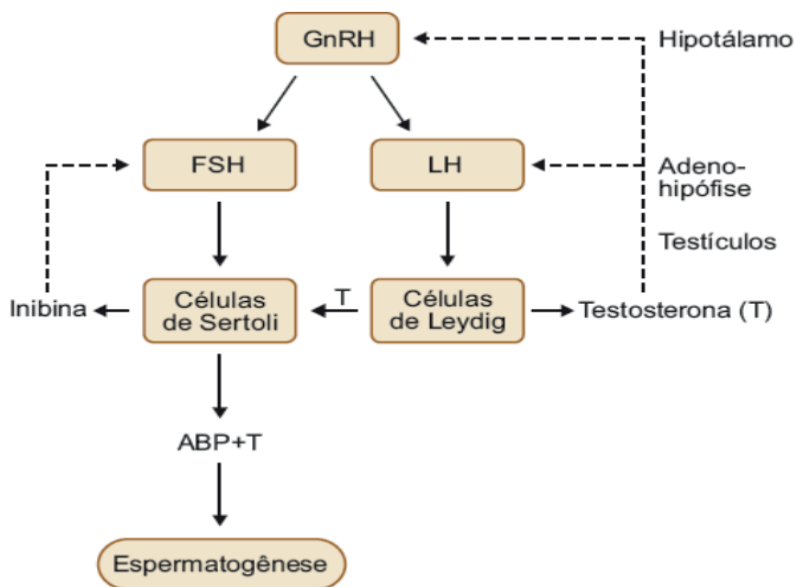 GnRH
Hipotálamo
FSH
LH
Adeno-
hipófise
Testículos
Inibina
Células
de Sertoli
T
Células
de Leydig
Testosterona (T)
ABP+T
Espermatogênese